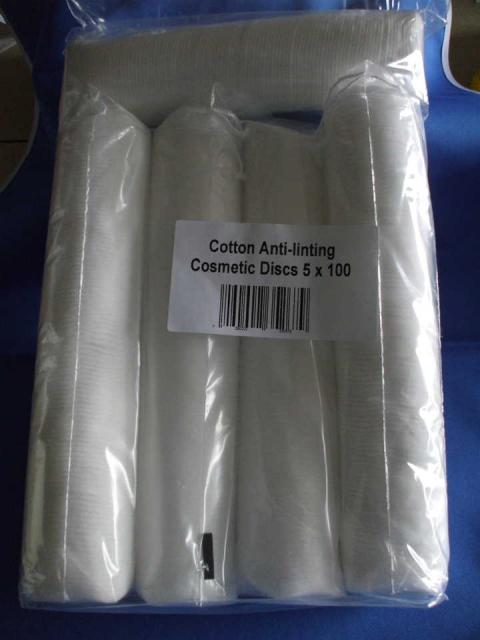 Cotton Anti-linting
Cosmetic Discs 5 x 100